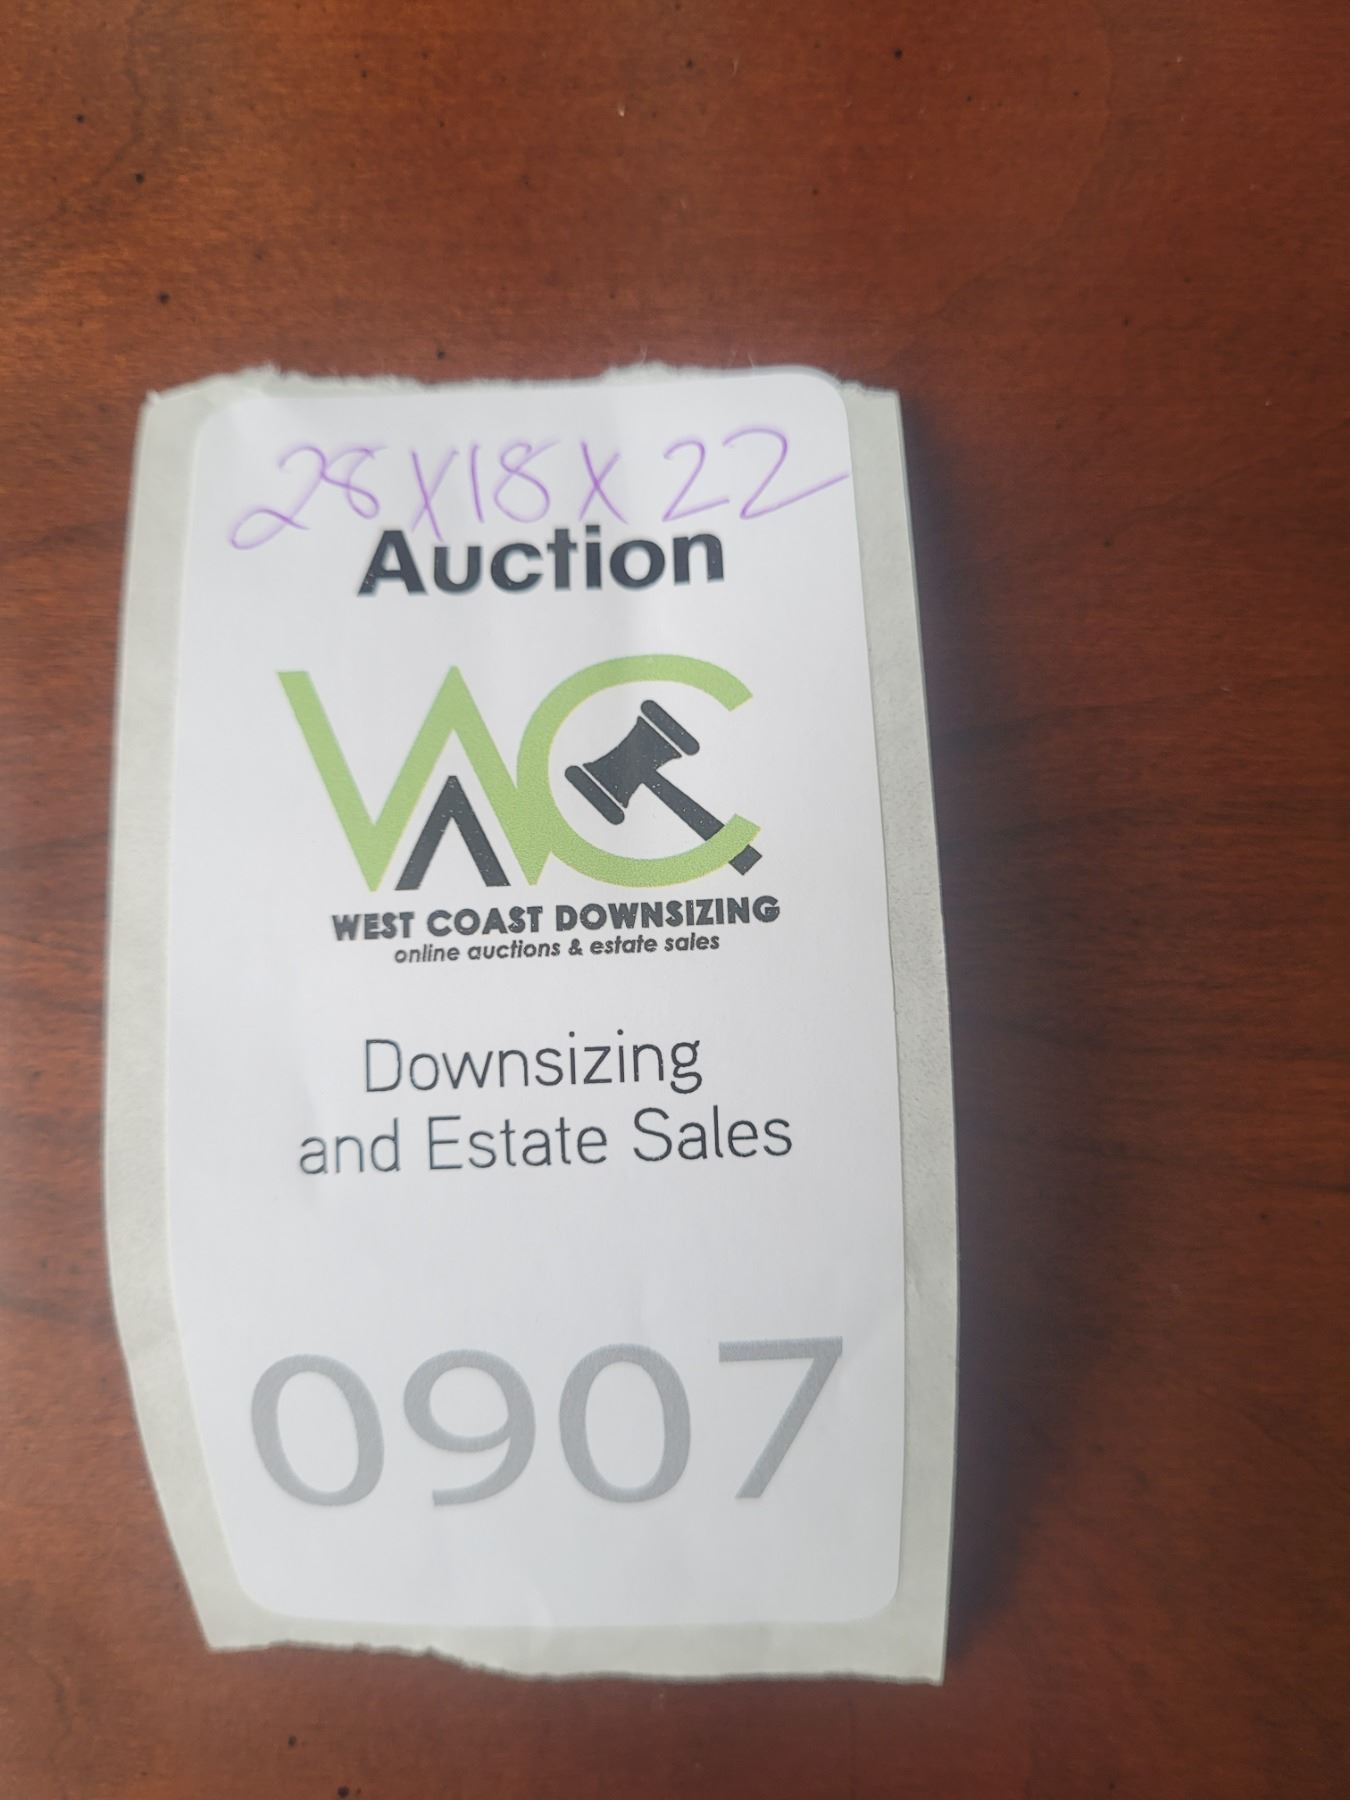 28X18X22
Auction
WC
WEST COAST DOWNSIZING
online auctions & estate sales
Downsizing
and Estate Sales
0907